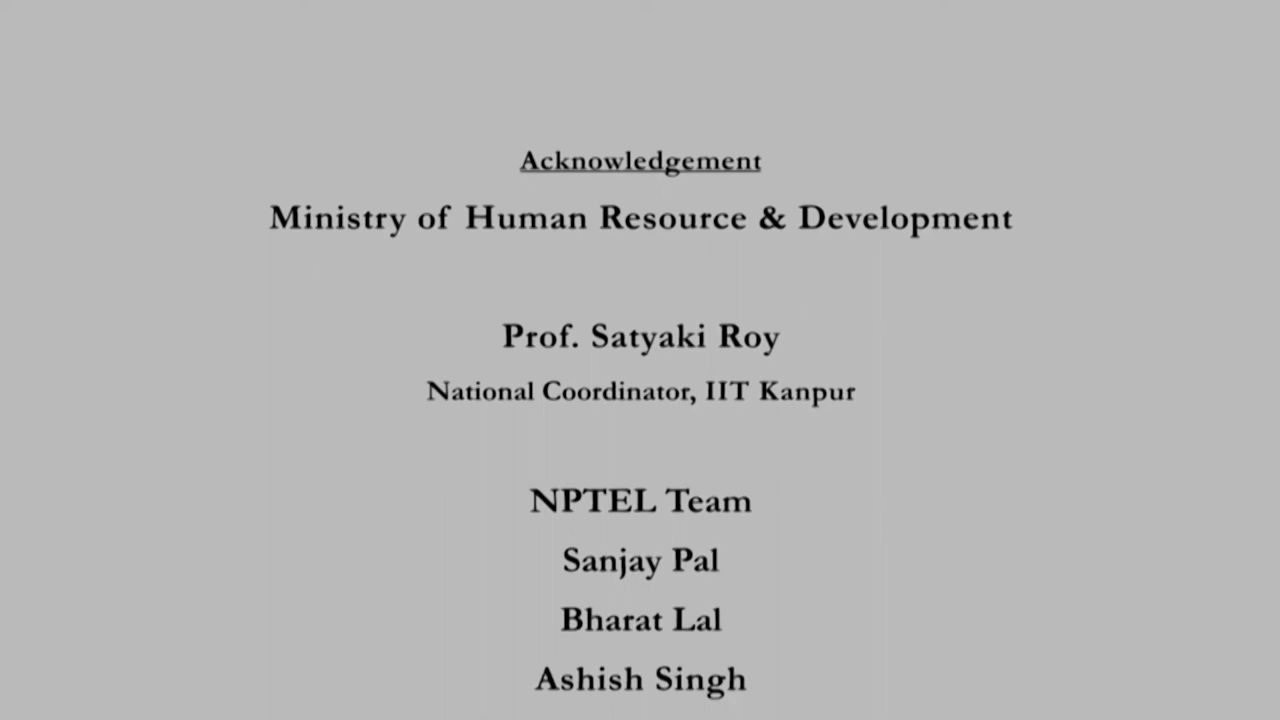 Acknowledgement
Ministry of Human Resource & Development
Prof. Satyaki Roy
National Coordinator, IIT Kanpur
NPTEL Team
Sanjay Pal
Bharat Lal
Ashish Singh